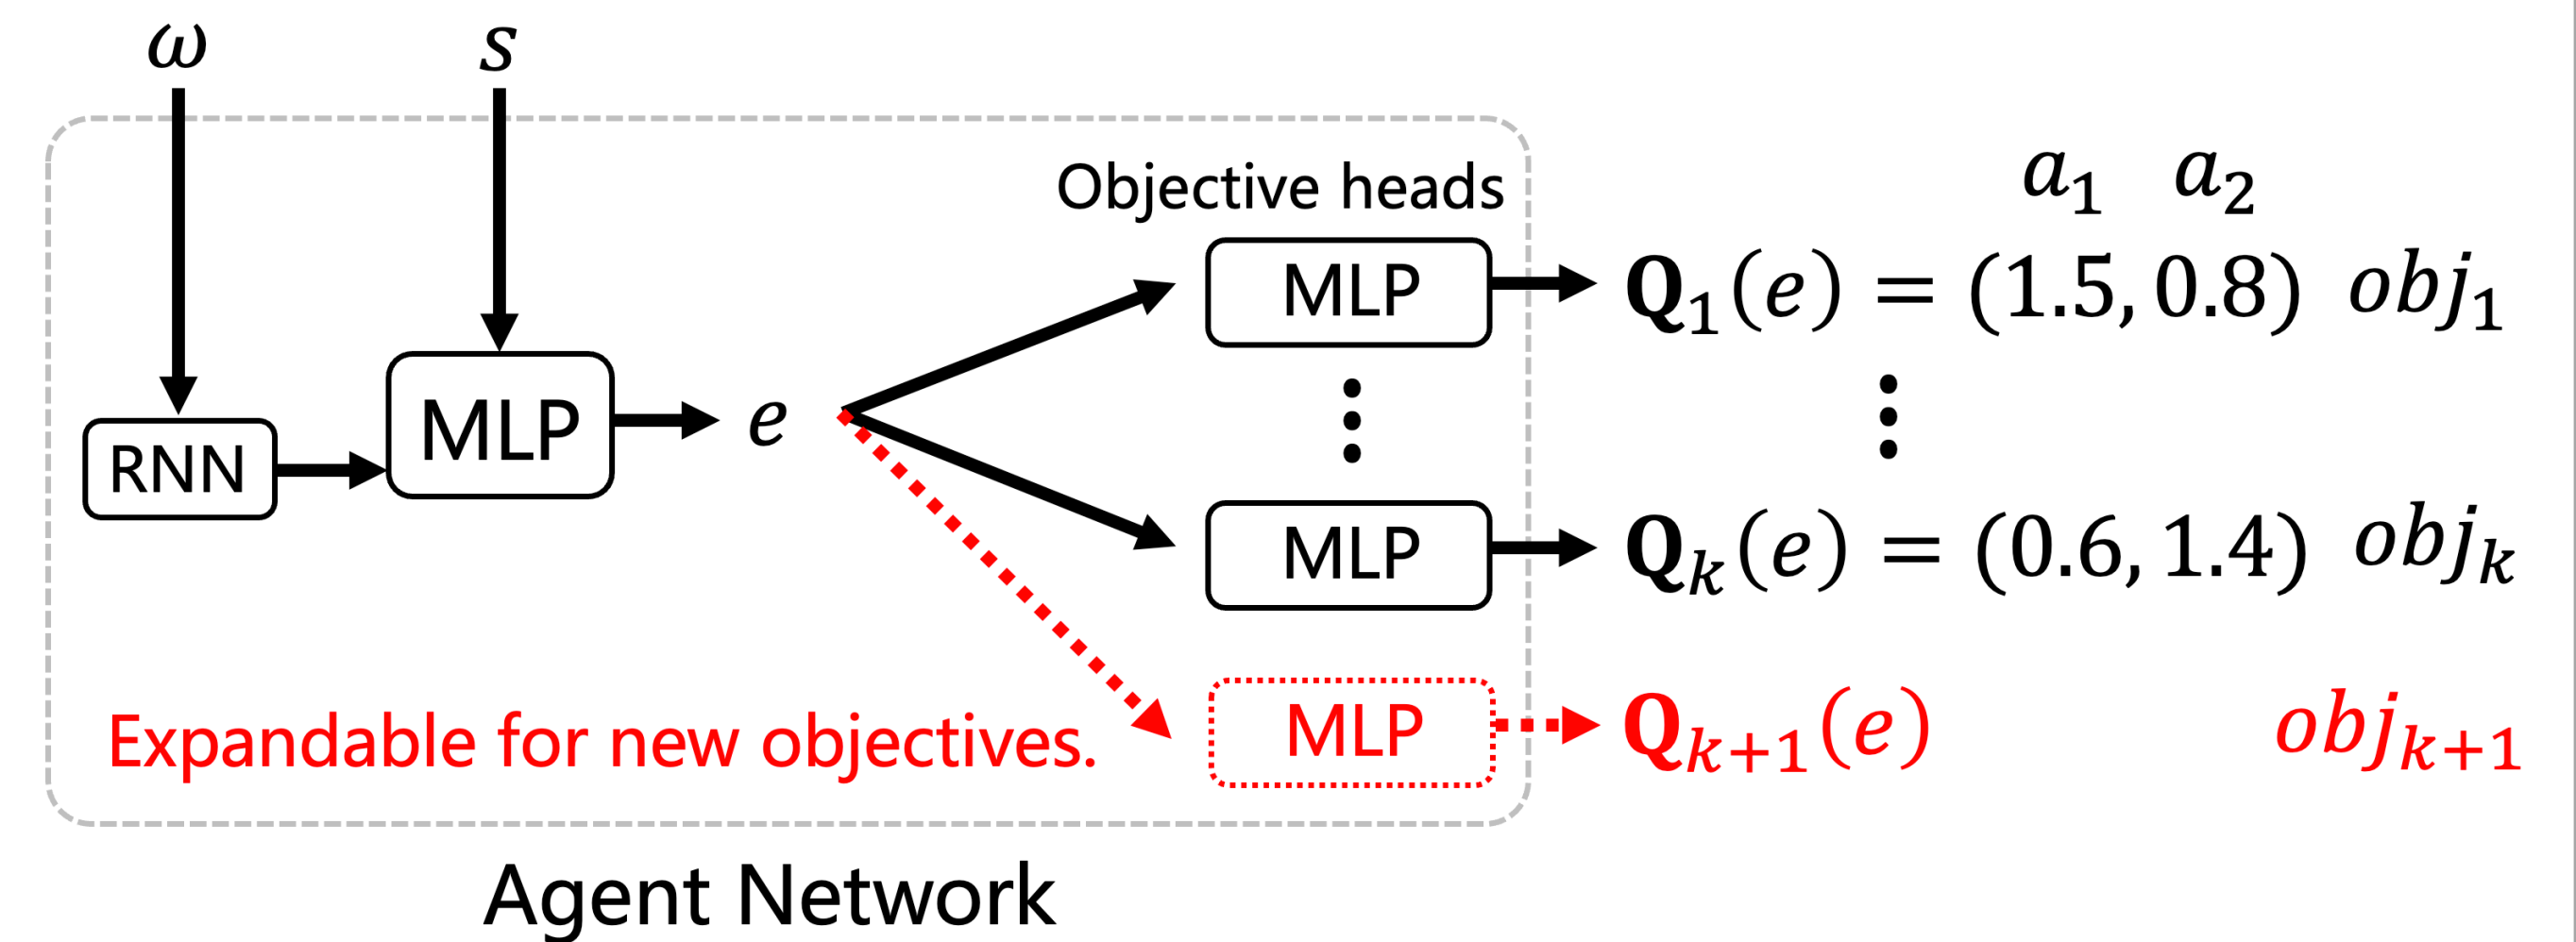 ω
s
Objective heads
a₁ a₂
MLP
Q₁(e) = (1.5, 0.8) obj₁
RNN
MLP
e
MLP
Qₖ(e) = (0.6, 1.4) objₖ
Expandable for new objectives.
MLP
Qₖ₊₁(e) objₖ₊₁
Agent Network